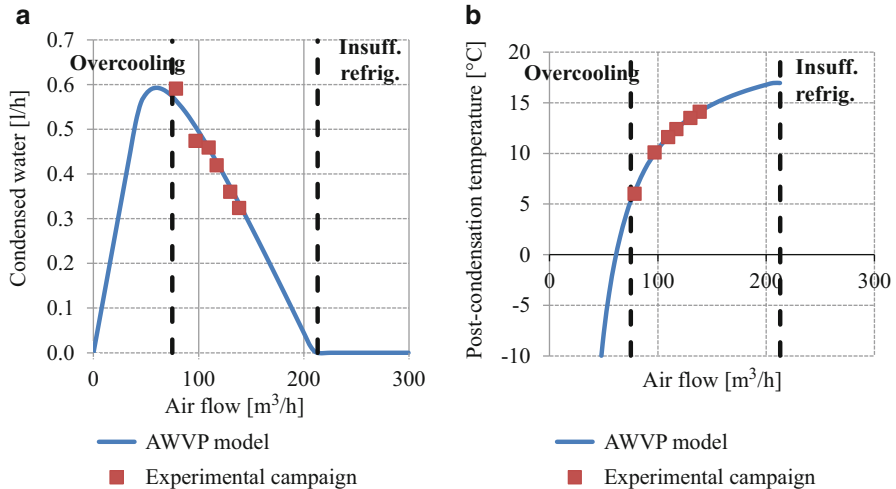 a
0.7
0.6
0.5
0.4
0.3
0.2
0.1
0.0
Condensed water [l/h]
Overcooling
Insuff.
refrig.
0
100
200
300
Air flow [m³/h]
AWVP model
Experimental campaign
b
20
15
10
5
0
-5
-10
Post-condensation temperature [°C]
Overcooling
Insuff.
refrig.
0
100
200
300
Air flow [m³/h]
AWVP model
Experimental campaign